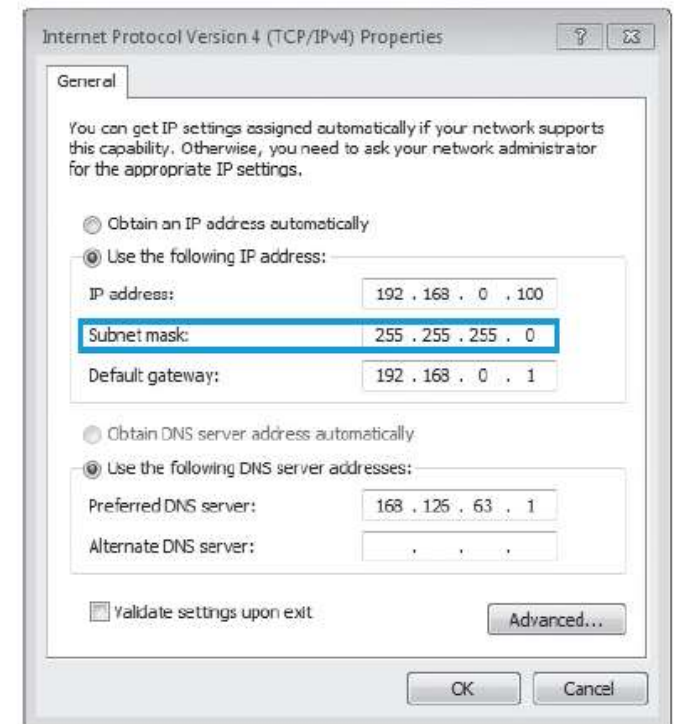 Internet Protocol Version 4 (TCP/IPv4) Properties
General
You can get IP settings assigned automatically if your network supports
this capability. Otherwise, you need to ask your network administrator
for the appropriate IP settings.
Obtain an IP address automatically
Use the following IP address:
IP address: 192 . 168 . 0 . 100
Subnet mask: 255 . 255 . 255 . 0
Default gateway: 192 . 168 . 0 . 1
Obtain DNS server address automatically
Use the following DNS server addresses:
Preferred DNS server: 168 . 126 . 63 . 1
Alternate DNS server: . . .
Validate settings upon exit
Advanced...
OK Cancel